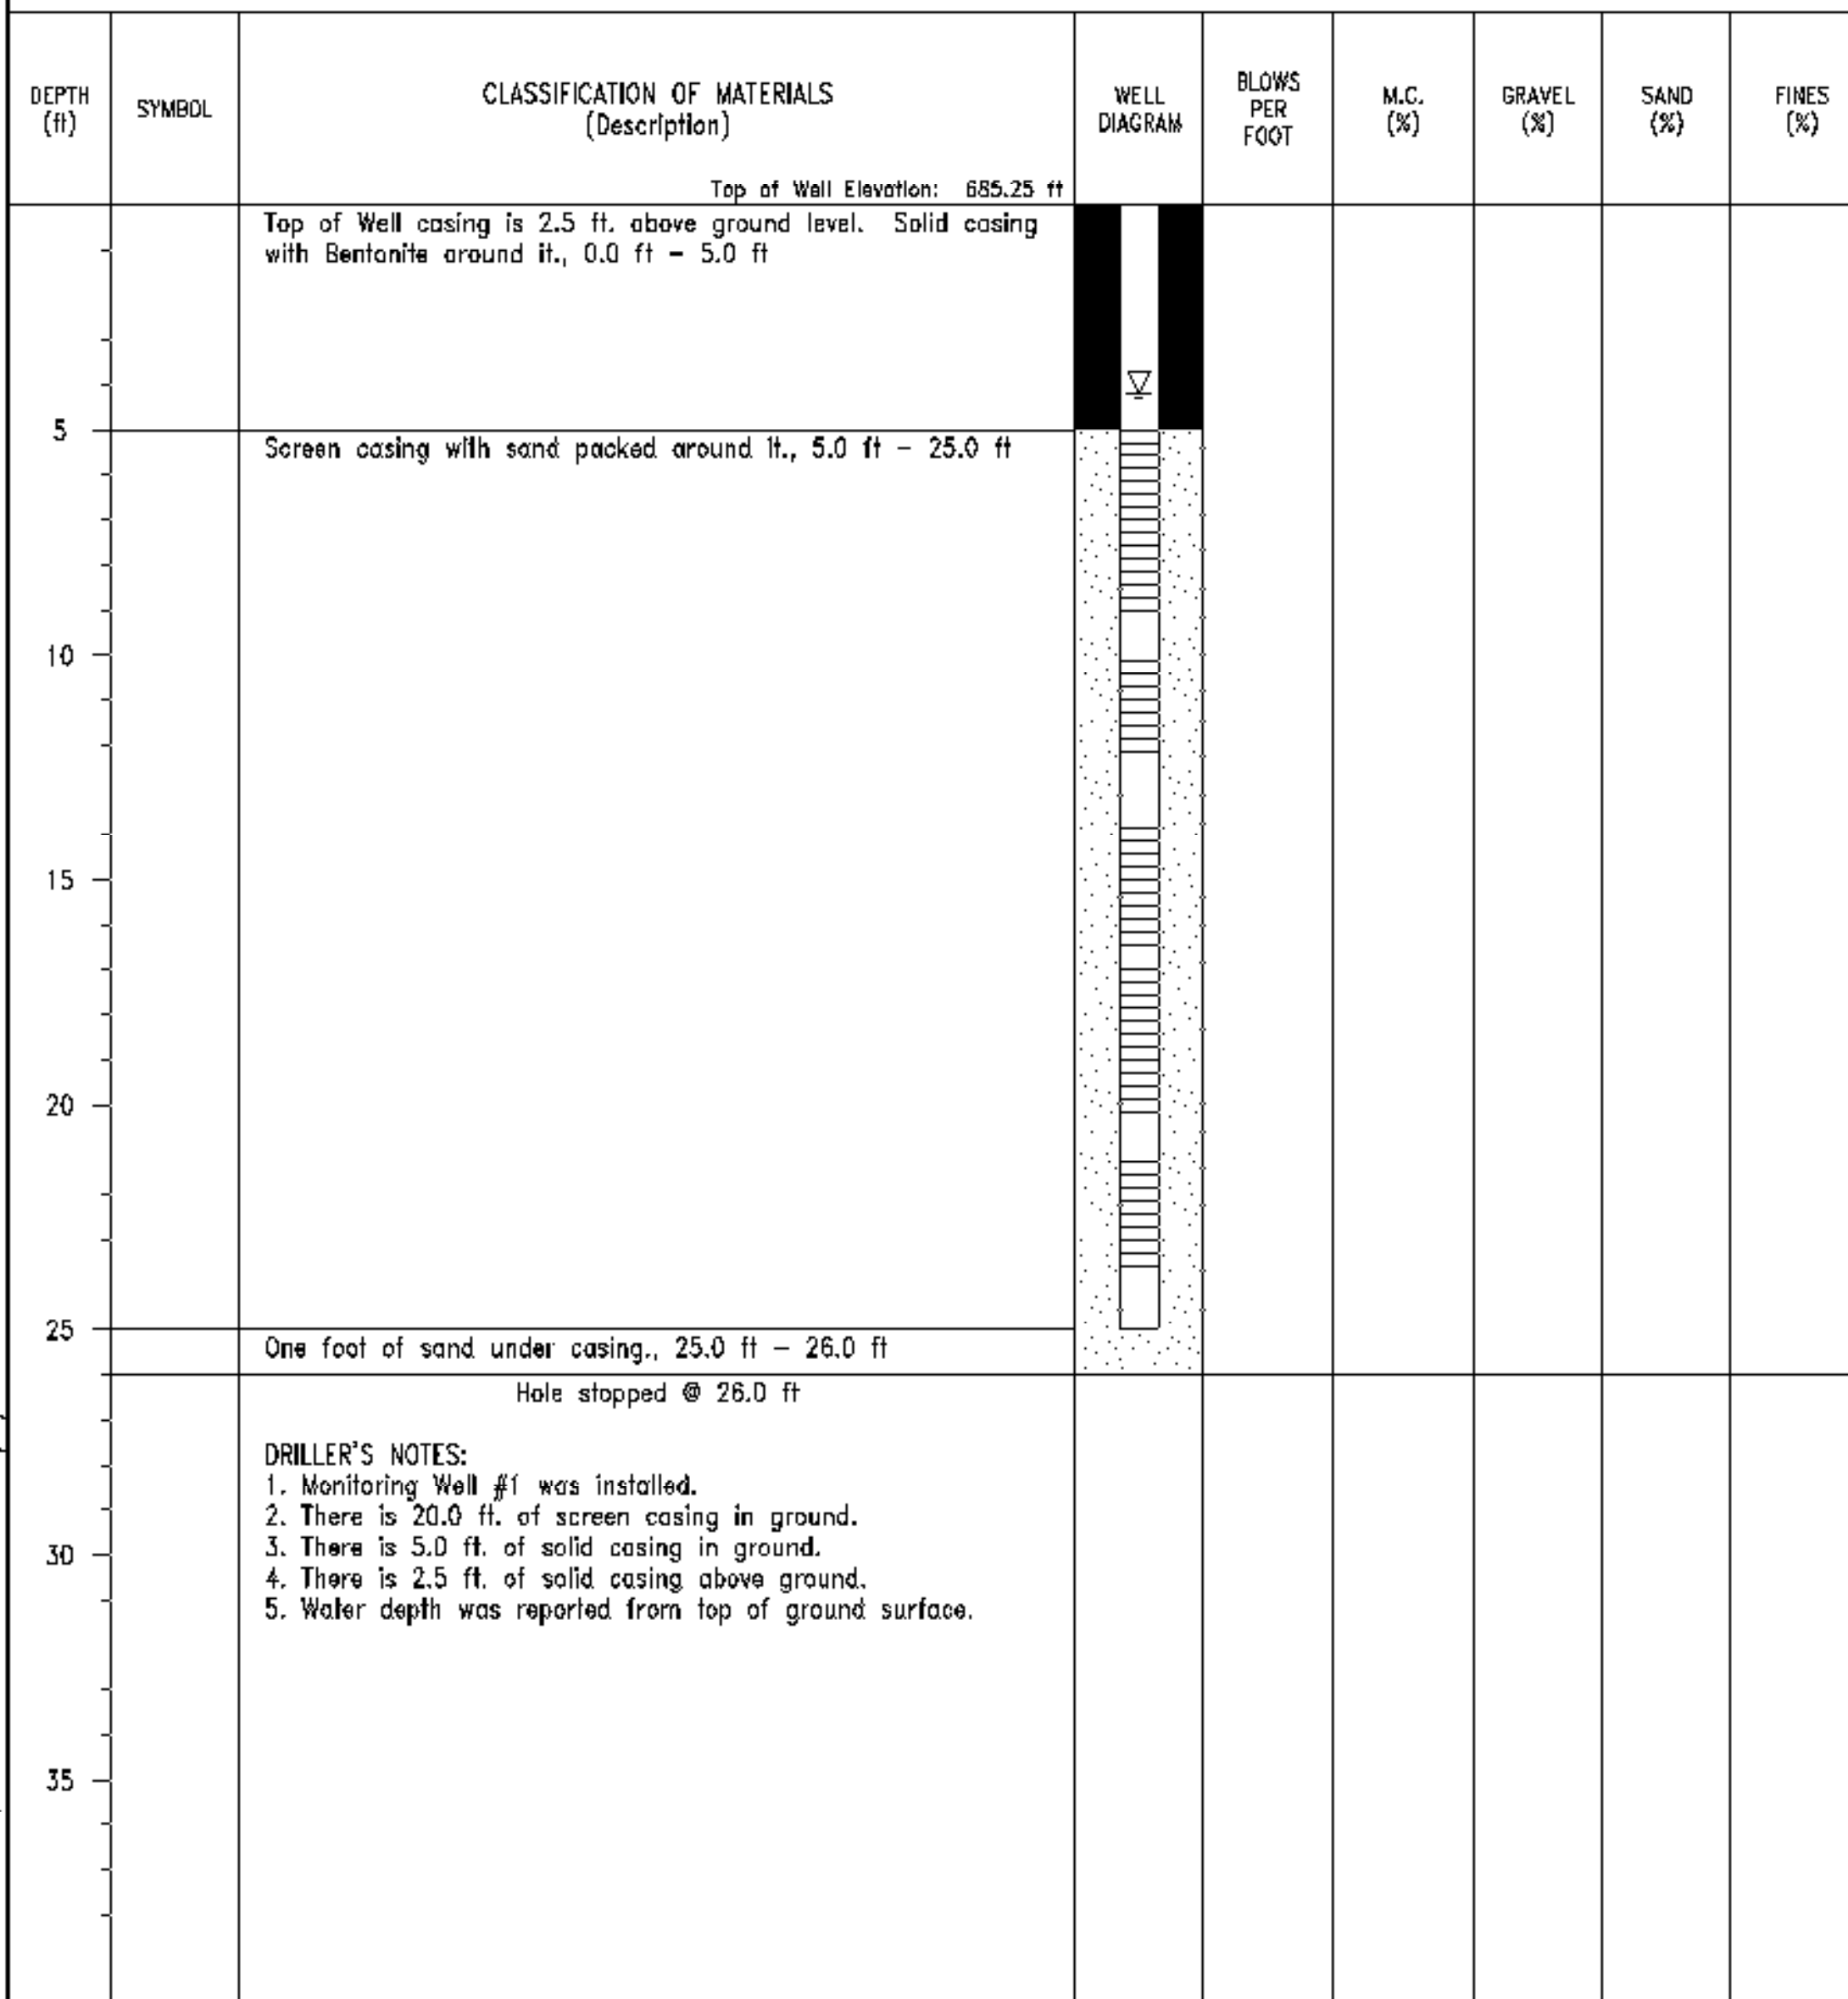 DEPTH
(ft)
SYMBOL
CLASSIFICATION OF MATERIALS
(Description)
Top of Well Elevation: 685.25 ft
WELL
DIAGRAM
BLOWS
PER
FOOT
M.C.
(%)
GRAVEL
(%)
SAND
(%)
FINES
(%)
Top of Well casing is 2.5 ft. above ground level. Solid casing
with Bentonite around it., 0.0 ft - 5.0 ft
5
Screen casing with sand packed around it., 5.0 ft - 25.0 ft
10
15
20
25
One foot of sand under casing., 25.0 ft - 26.0 ft
Hole stopped @ 26.0 ft
DRILLER'S NOTES:
1. Monitoring Well #1 was installed.
2. There is 20.0 ft. of screen casing in ground.
30
3. There is 5.0 ft. of solid casing in ground.
4. There is 2.5 ft. of solid casing above ground.
5. Water depth was reported from top of ground surface.
35